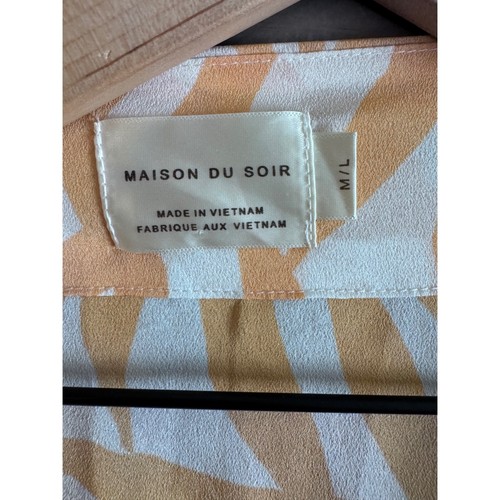 MAISON DU SOIR
MADE IN VIETNAM
FABRIQUE AUX VIETNAM
M/L